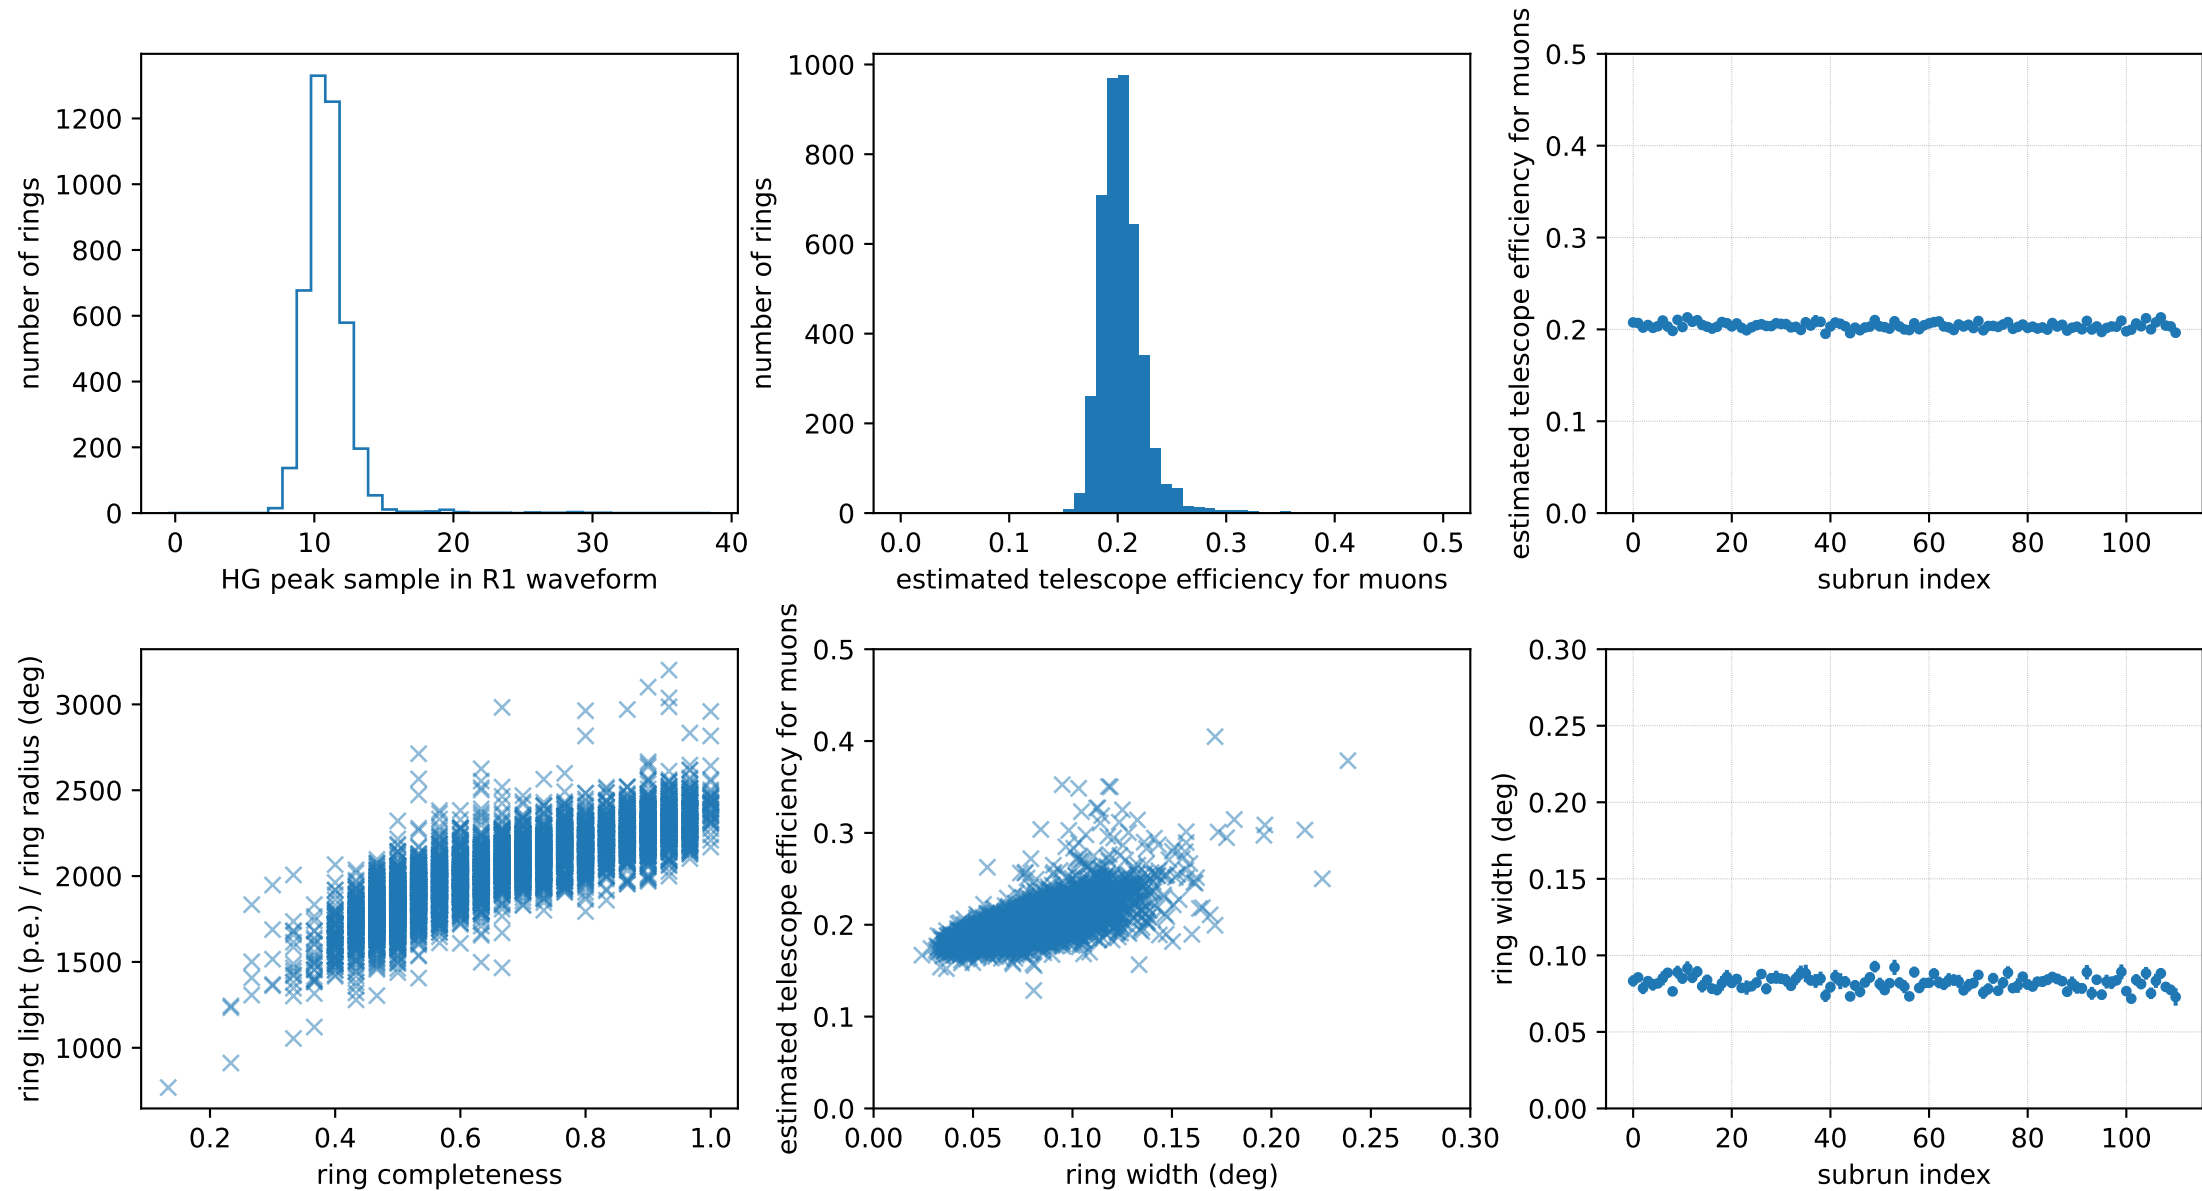 number of rings
0
200
400
600
800
1000
1200
0 10 20 30 40
HG peak sample in R1 waveform
number of rings
0
200
400
600
800
1000
0.0 0.1 0.2 0.3 0.4 0.5
estimated telescope efficiency for muons
estimated telescope efficiency for muons
0.5
0.4
0.3
0.2
0.1
0.0
0 20 40 60 80 100
subrun index
ring light (p.e.) / ring radius (deg)
3000
2500
2000
1500
1000
0.2 0.4 0.6 0.8 1.0
ring completeness
estimated telescope efficiency for muons
0.5
0.4
0.3
0.2
0.1
0.0
0.00 0.05 0.10 0.15 0.20 0.25 0.30
ring width (deg)
ring width (deg)
0.30
0.25
0.20
0.15
0.10
0.05
0.00
0 20 40 60 80 100
subrun index